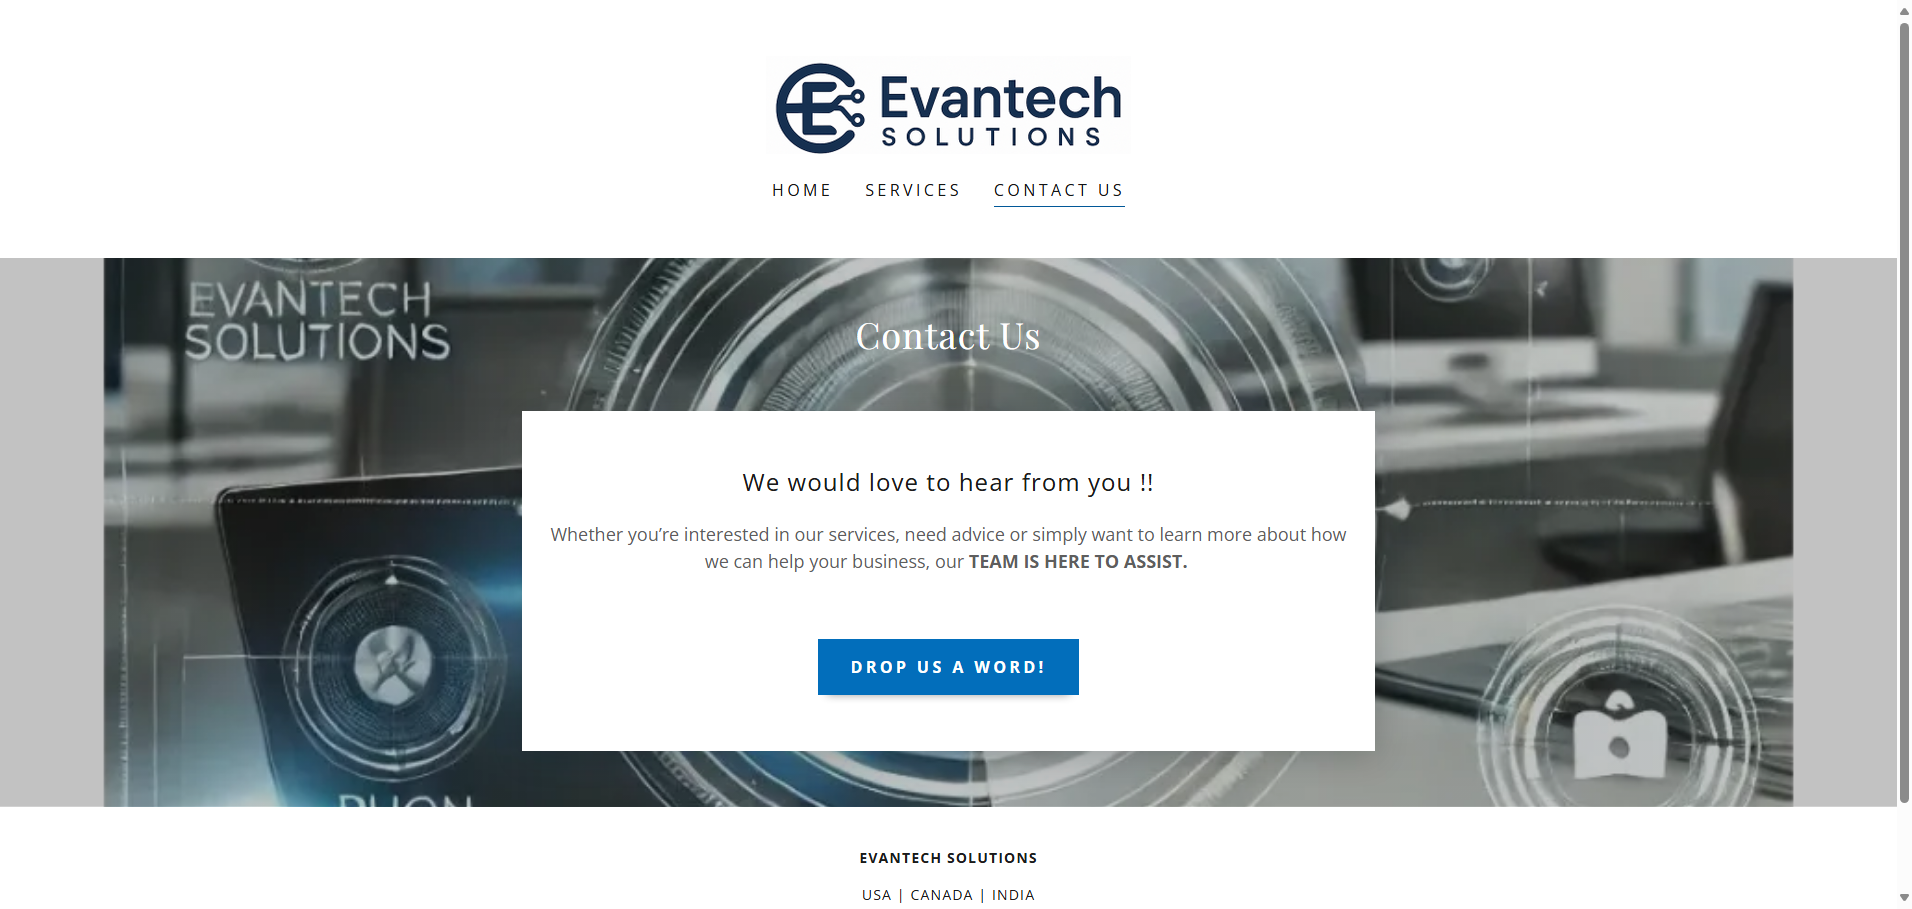 Evantech
SOLUTIONS
HOME SERVICES CONTACT US
EVANTECH
SOLUTIONS
Contact Us
We would love to hear from you !!
Whether you’re interested in our services, need advice or simply want to learn more about how
we can help your business, our TEAM IS HERE TO ASSIST.
DROP US A WORD!
EVANTECH SOLUTIONS
USA | CANADA | INDIA